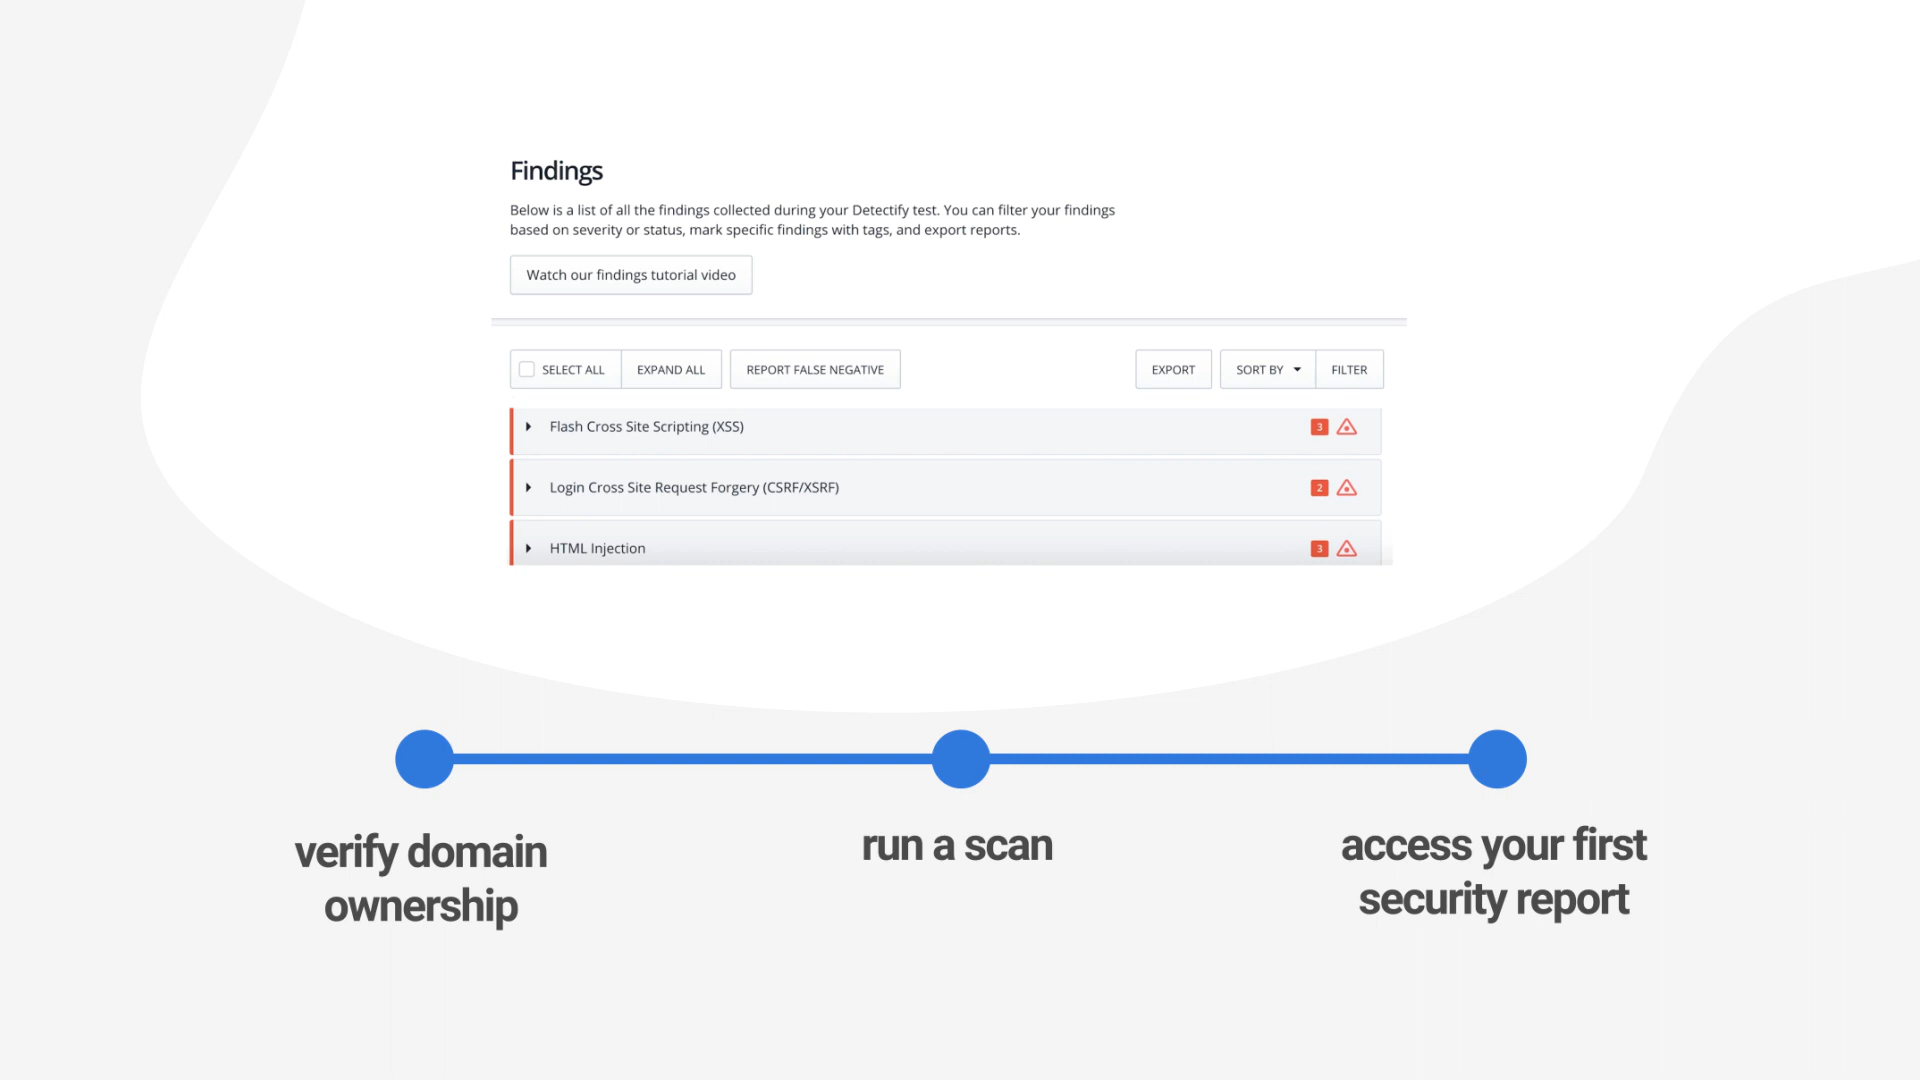 Findings
Below is a list of all the findings collected during your Detectify test. You can filter your findings
based on severity or status, mark specific findings with tags, and export reports.
Watch our findings tutorial video
SELECT ALL EXPAND ALL REPORT FALSE NEGATIVE EXPORT SORT BY FILTER
Flash Cross Site Scripting (XSS) 3
Login Cross Site Request Forgery (CSRF/XSRF) 2
HTML Injection 3
verify domain
ownership
run a scan
access your first
security report